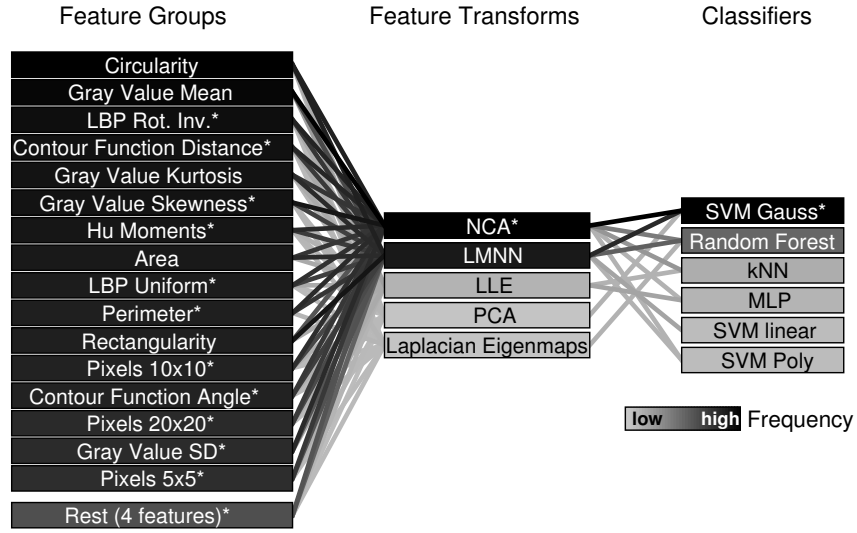 Feature Groups
Feature Transforms
Classifiers
Circularity
Gray Value Mean
LBP Rot. Inv.*
Contour Function Distance*
Gray Value Kurtosis
Gray Value Skewness*
Hu Moments*
Area
LBP Uniform*
Perimeter*
Rectangularity
Pixels 10x10*
Contour Function Angle*
Pixels 20x20*
Gray Value SD*
Pixels 5x5*
Rest (4 features)*
NCA*
LMNN
LLE
PCA
Laplacian Eigenmaps
SVM Gauss*
Random Forest
kNN
MLP
SVM linear
SVM Poly
low high Frequency